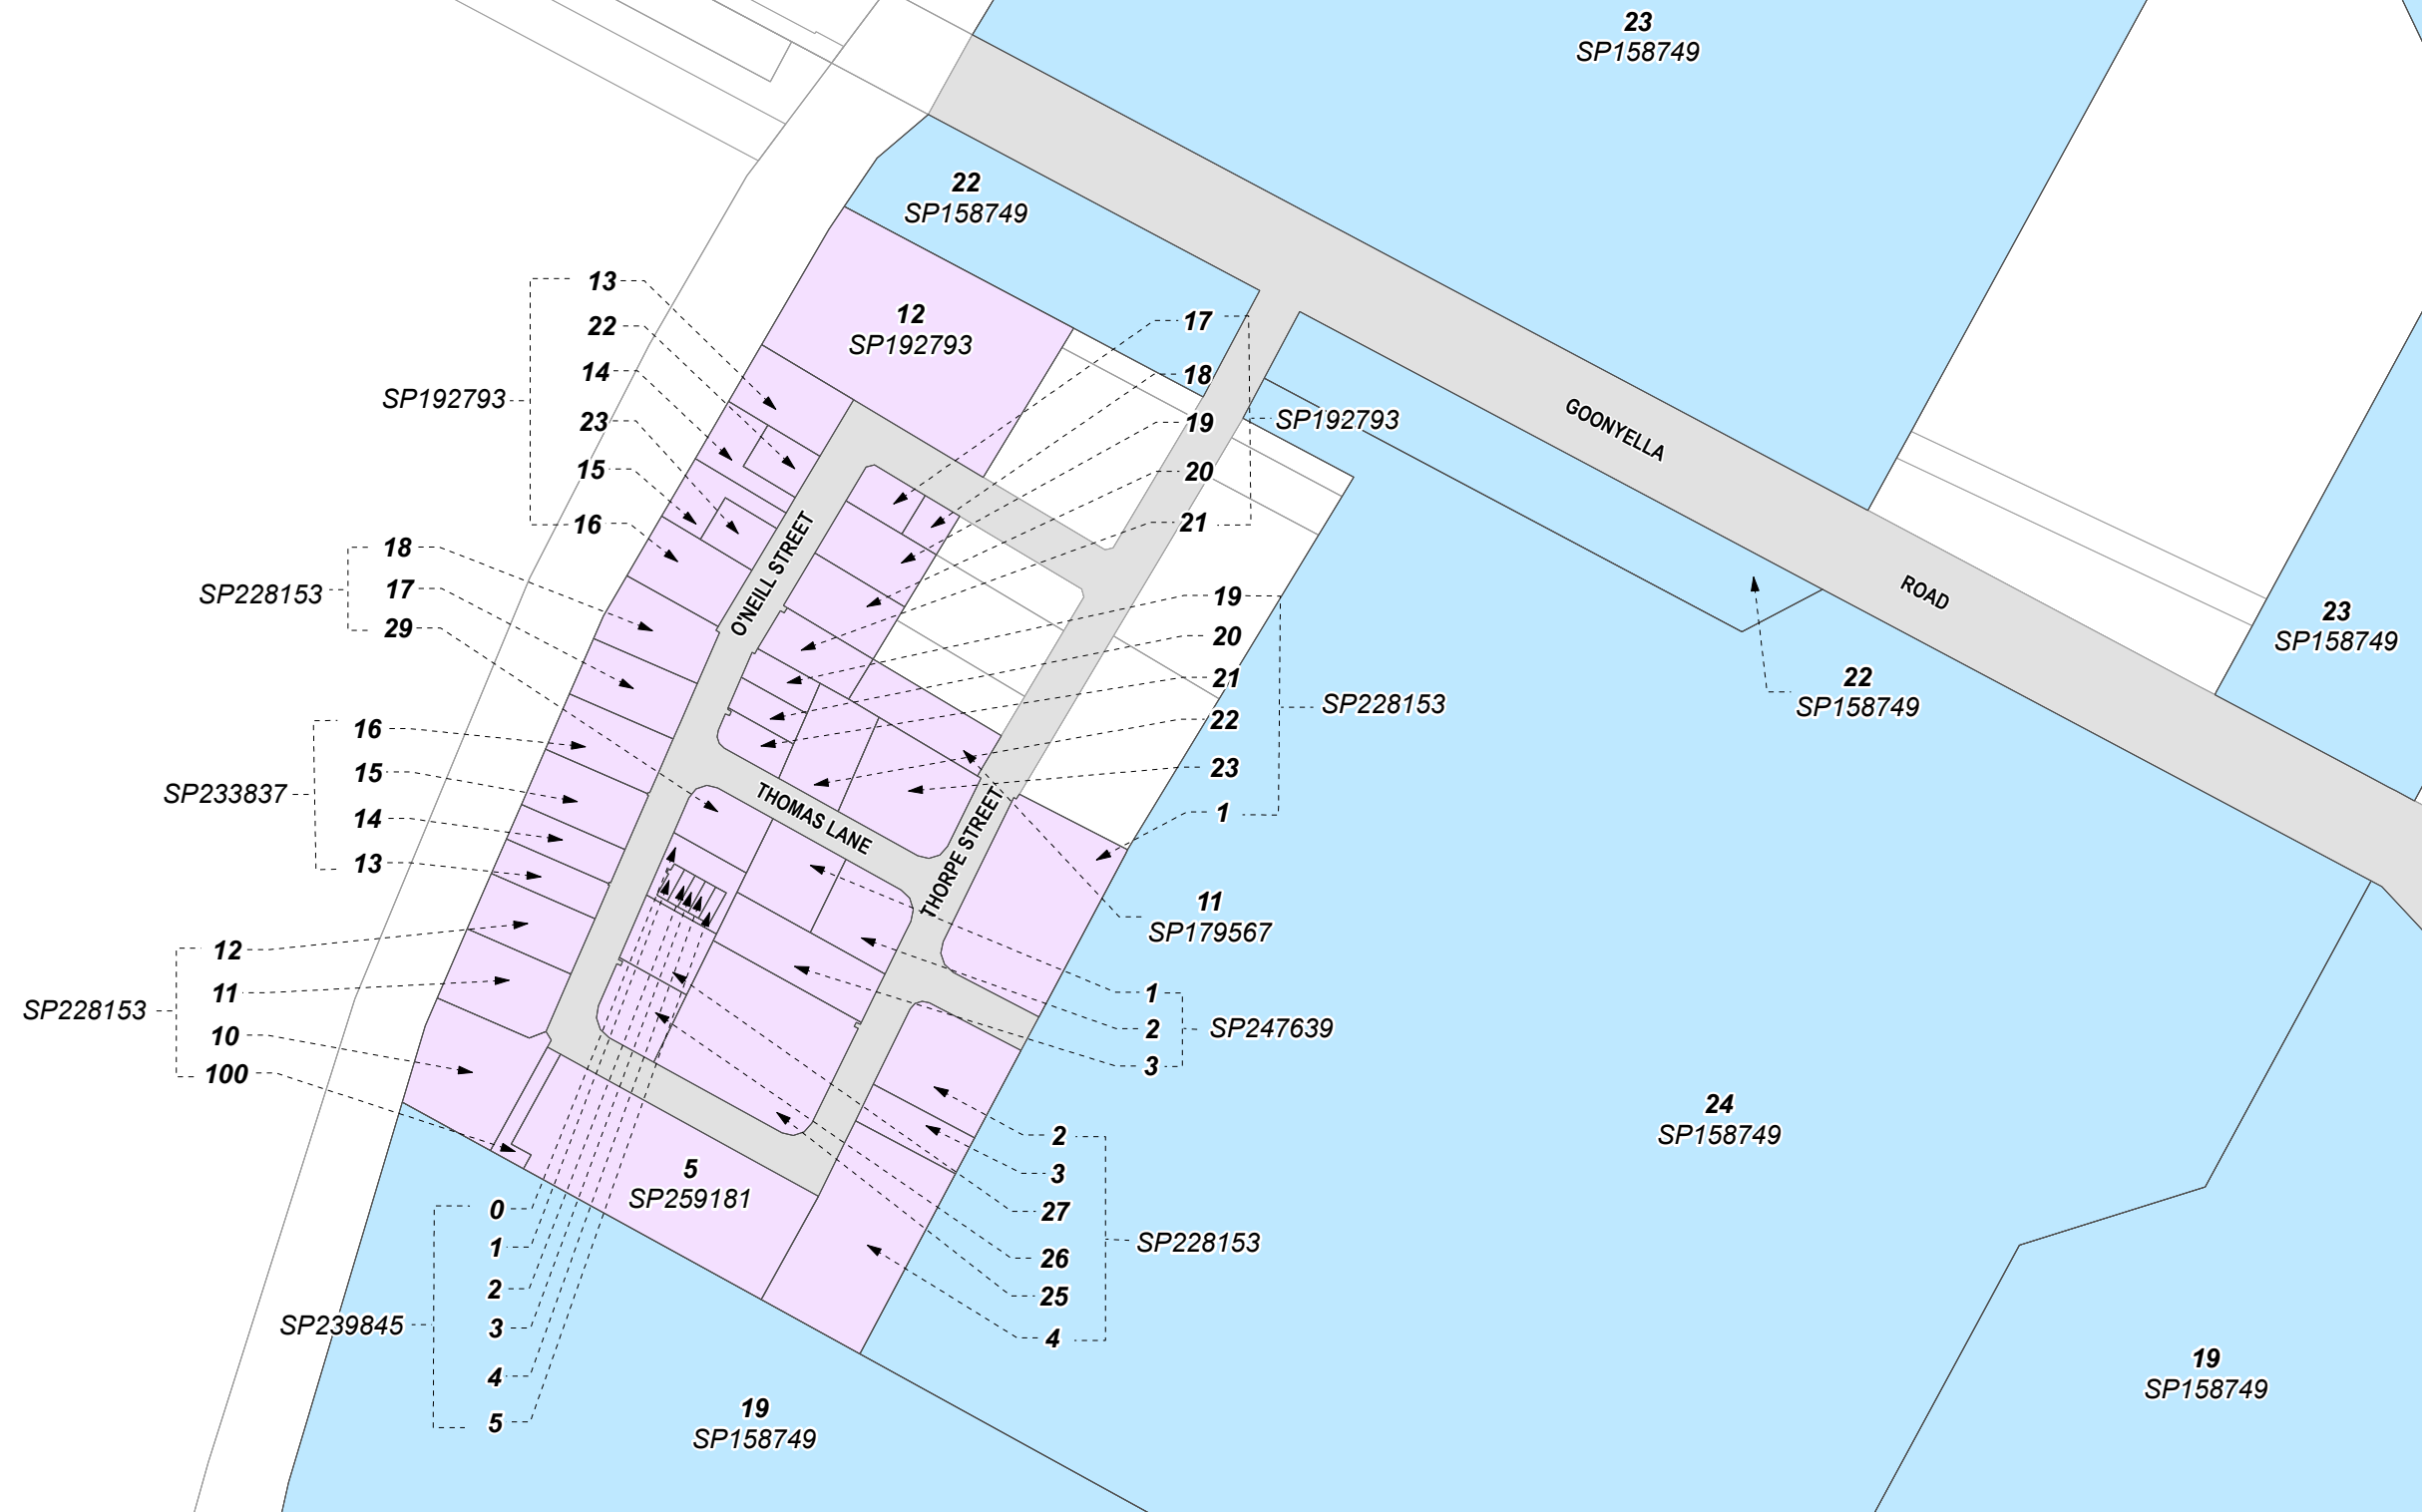 23
SP158749
22
SP158749
12
SP192793
13
22
14
23
15
16
SP192793
17
18
19
20
21
SP192793
GOONYELLA
ROAD
O'NEILL STREET
THOMAS LANE
THORPE STREET
18
17
29
SP228153
19
20
21
22
23
1
SP228153
22
SP158749
23
SP158749
16
15
14
13
SP233837
11
SP179567
12
11
10
100
SP228153
1
2
3
SP247639
24
SP158749
5
SP259181
2
3
27
26
25
4
SP228153
0
1
2
3
4
5
SP239845
19
SP158749
19
SP158749